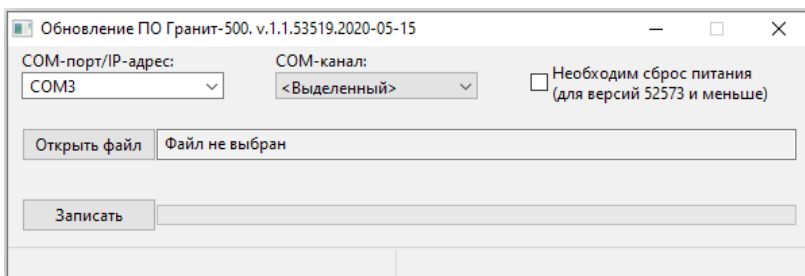 Обновление ПО Гранит-500. v.1.1.53519.2020-05-15
COM-порт/IP-адрес:
COM-канал:
COM3
<Выделенный>
Необходим сброс питания
(для версий 52573 и меньше)
Открыть файл
Файл не выбран
Записать